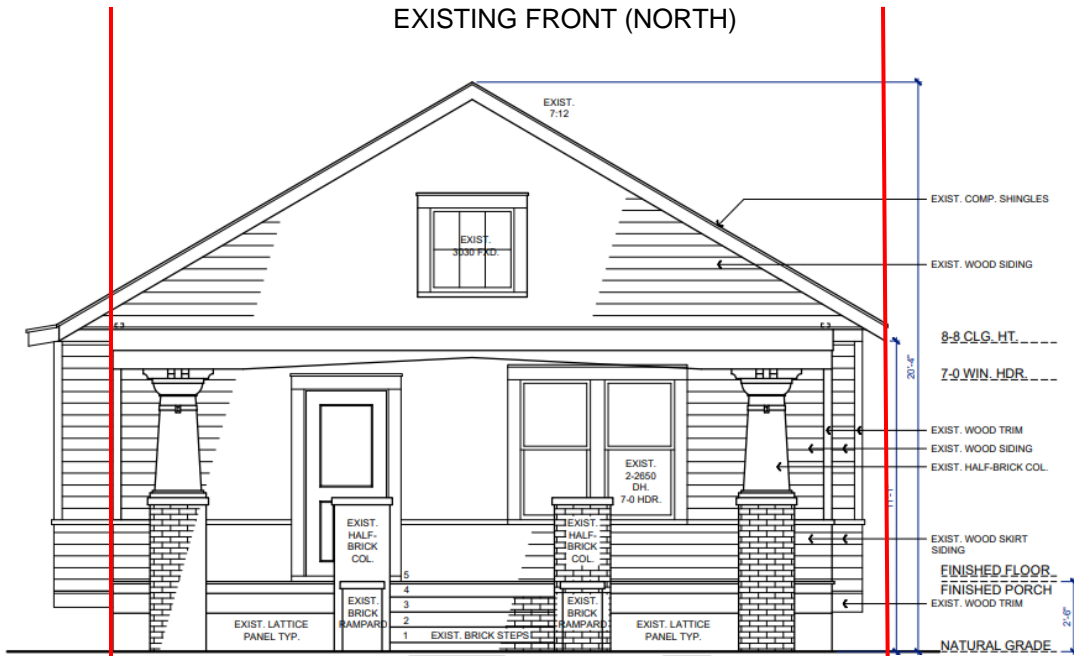 EXISTING FRONT (NORTH)
EXIST.
7:12
EXIST. COMP. SHINGLES
EXIST.
3030 FXD.
EXIST. WOOD SIDING
8-8 CLG. HT.
20'-4"
7-0 WIN. HDR.
EXIST. WOOD TRIM
EXIST. WOOD SIDING
EXIST. HALF-BRICK COL.
EXIST.
2-2650
DH.
7-0 HDR.
EXIST.
HALF-
BRICK
COL.
EXIST.
HALF-
BRICK
COL.
EXIST. WOOD SKIRT
SIDING
FINISHED FLOOR
FINISHED PORCH
EXIST. WOOD TRIM
5
4
3
2
1
EXIST.
BRICK
RAMPARD
EXIST.
BRICK
RAMPARD
2'-6"
EXIST. LATTICE
PANEL TYP.
EXIST. BRICK STEPS
EXIST. LATTICE
PANEL TYP.
NATURAL GRADE